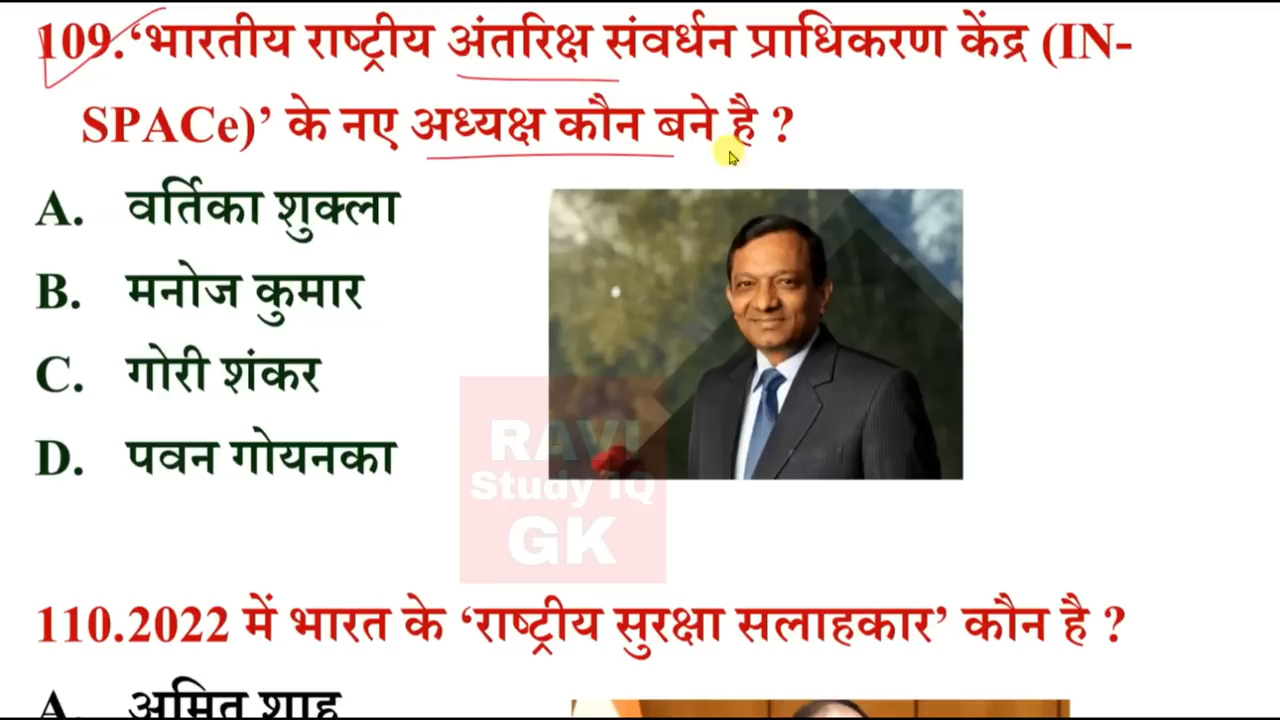 109.‘भारतीय राष्ट्रीय अंतरिक्ष संवर्धन प्राधिकरण केंद्र (IN-
SPACe)’ के नए अध्यक्ष कौन बने है ?
A. वर्तिका शुक्ला
B. मनोज कुमार
C. गोरी शंकर
D. पवन गोयनका
RAVI
Study IQ
GK
110.2022 में भारत के ‘राष्ट्रीय सुरक्षा सलाहकार’ कौन है ?
A. अमित शाह